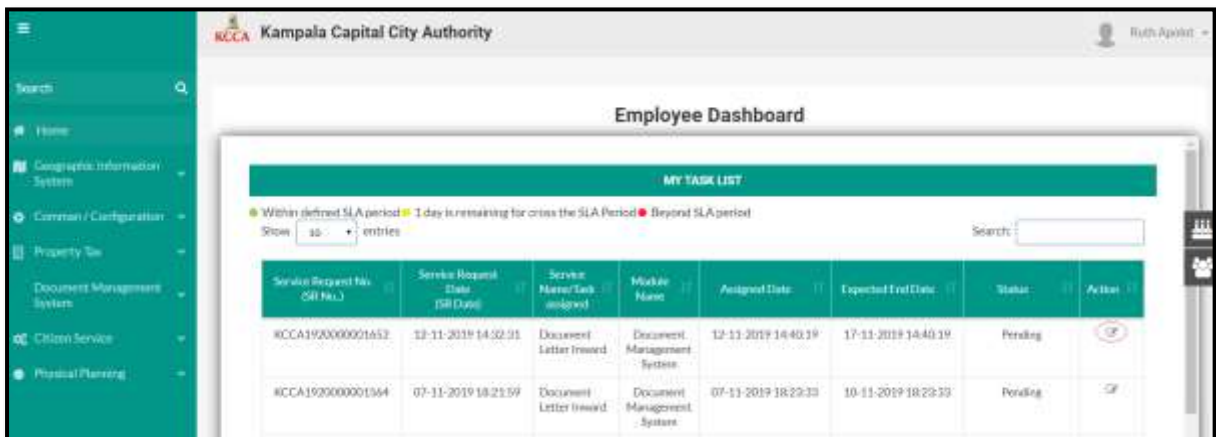 KCCA Kampala Capital City Authority
Search
Home
Geographic Information
System
Common / Configuration
Property Tax
Document Management
System
Citizen Service
Physical Planning
Employee Dashboard
MY TASK LIST
Within defined SLA period 1 day is remaining for cross the SLA Period Beyond SLA period
Show 10 entries
Search:
Service Request No.
(SR No.)
Service Request
Date
(SR Date)
Service
Name/Task
assigned
Module
Name
Assigned Date
Expected End Date
Status
Action
KCCA1920000001652 12-11-2019 14:32:31 Document Document 12-11-2019 14:40:19 17-11-2019 14:40:19 Pending
Letter Inward Management
System
KCCA1920000001564 07-11-2019 18:21:59 Document Document 07-11-2019 18:23:33 10-11-2019 18:23:33 Pending
Letter Inward Management
System